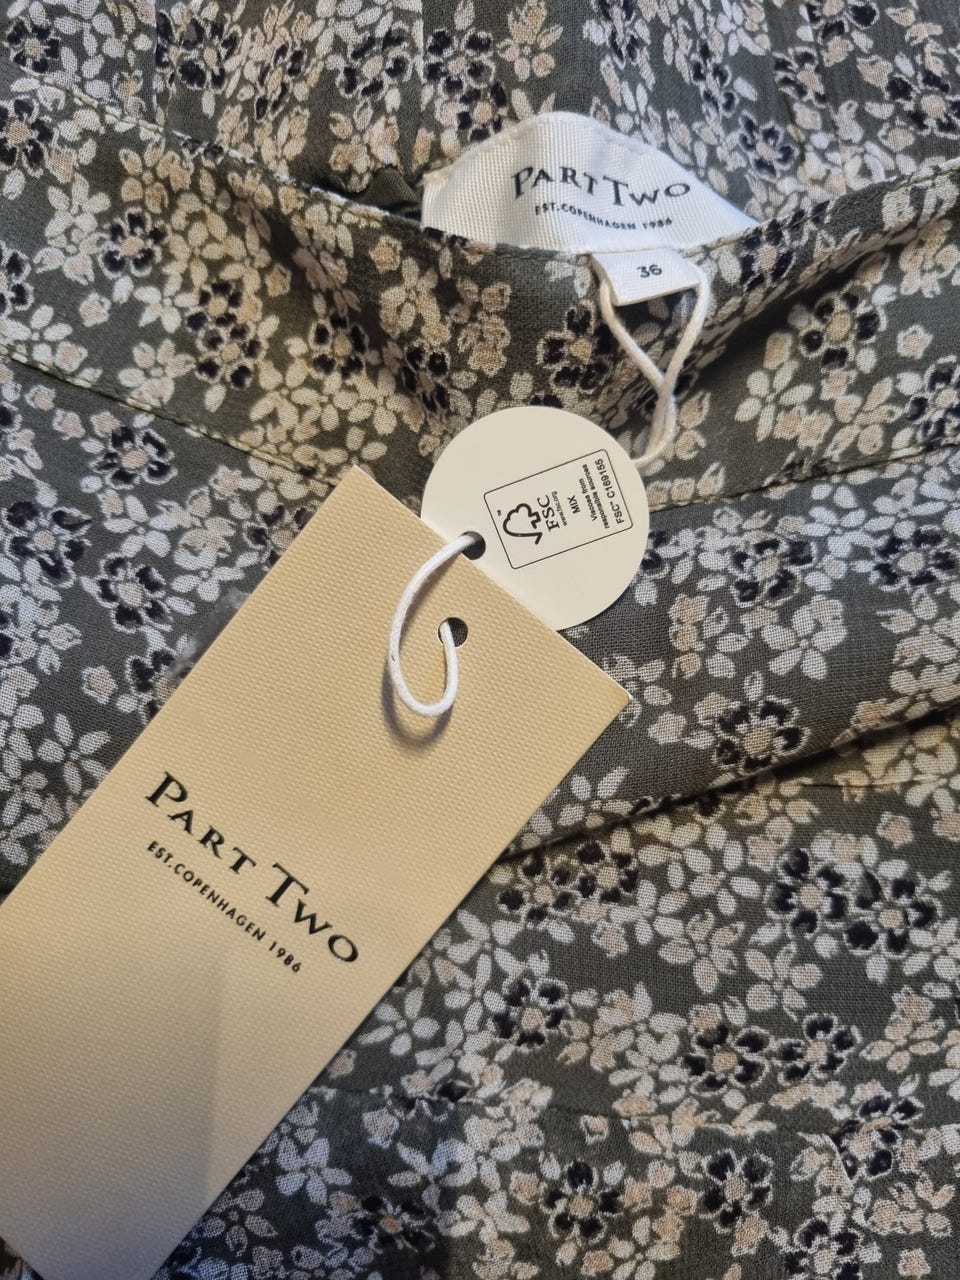 PART TWO
EST.COPENHAGEN 1986
36
FSC
www.fsc.org
MIX
Viscose from
responsible sources
FSC™ C169155
PART TWO
EST.COPENHAGEN 1986